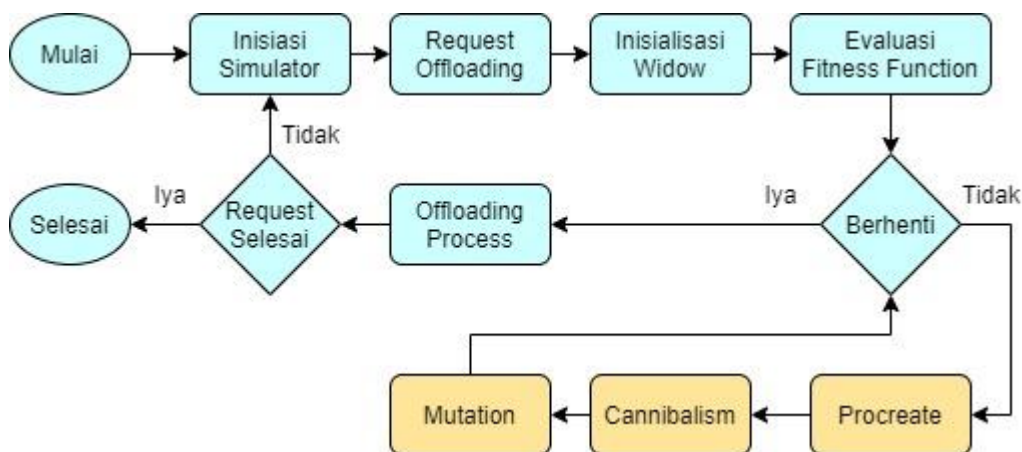 Mulai
Inisiasi
Simulator
Request
Offloading
Inisialisasi
Widow
Evaluasi
Fitness Function
Tidak
Selesai
Iya
Request
Selesai
Offloading
Process
Iya
Berhenti
Tidak
Mutation
Cannibalism
Procreate